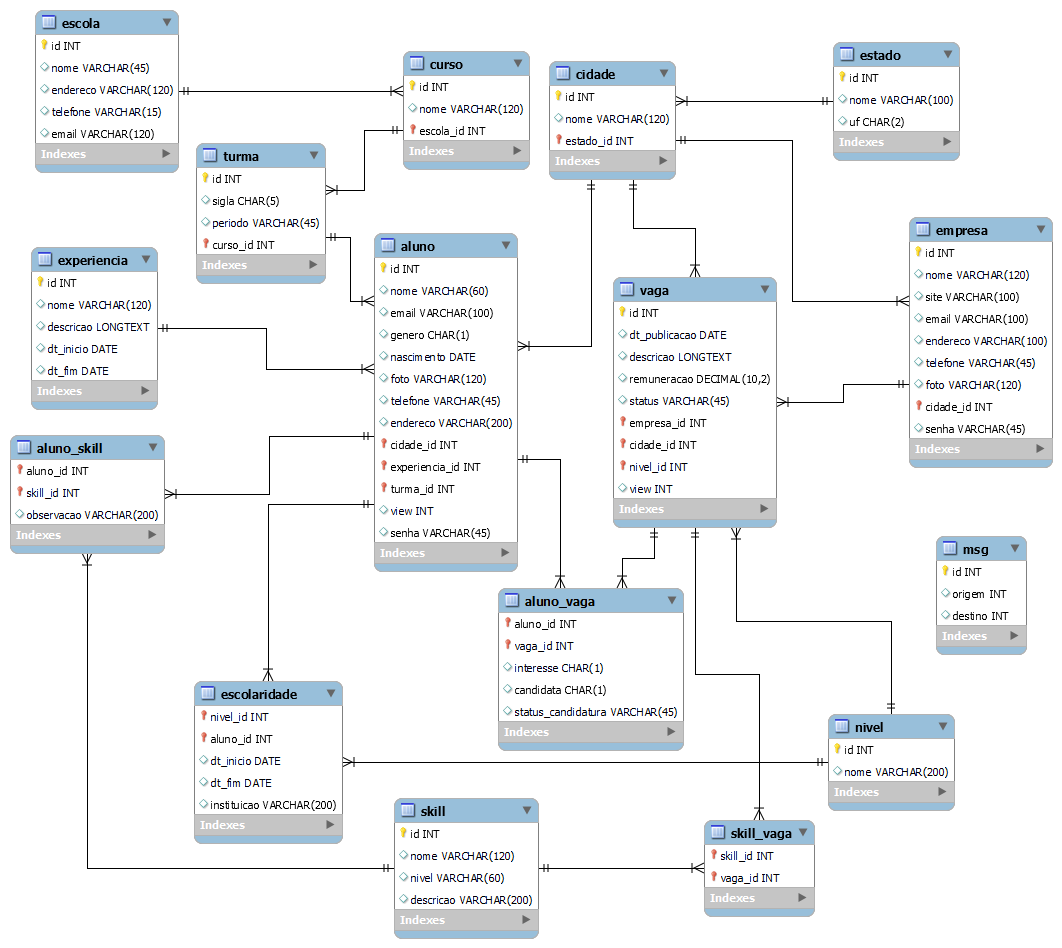 escola
id INT
nome VARCHAR(45)
endereco VARCHAR(120)
telefone VARCHAR(15)
email VARCHAR(120)
Indexes
curso
id INT
nome VARCHAR(120)
escola_id INT
Indexes
cidade
id INT
nome VARCHAR(120)
estado_id INT
Indexes
estado
id INT
nome VARCHAR(100)
uf CHAR(2)
Indexes
turma
id INT
sigla CHAR(5)
periodo VARCHAR(45)
curso_id INT
Indexes
experiencia
id INT
nome VARCHAR(120)
descricao LONGTEXT
dt_inicio DATE
dt_fim DATE
Indexes
aluno
id INT
nome VARCHAR(60)
email VARCHAR(100)
genero CHAR(1)
nascimento DATE
foto VARCHAR(120)
telefone VARCHAR(45)
endereco VARCHAR(200)
cidade_id INT
experiencia_id INT
turma_id INT
view INT
senha VARCHAR(45)
Indexes
vaga
id INT
dt_publicacao DATE
descricao LONGTEXT
remuneracao DECIMAL(10,2)
status VARCHAR(45)
empresa_id INT
cidade_id INT
nivel_id INT
view INT
Indexes
empresa
id INT
nome VARCHAR(120)
site VARCHAR(100)
email VARCHAR(100)
endereco VARCHAR(100)
telefone VARCHAR(45)
foto VARCHAR(120)
cidade_id INT
senha VARCHAR(45)
Indexes
aluno_skill
aluno_id INT
skill_id INT
observacao VARCHAR(200)
Indexes
msg
id INT
origem INT
destino INT
Indexes
aluno_vaga
aluno_id INT
vaga_id INT
interesse CHAR(1)
candidata CHAR(1)
status_candidatura VARCHAR(45)
Indexes
escolaridade
nivel_id INT
aluno_id INT
dt_inicio DATE
dt_fim DATE
instituicao VARCHAR(200)
Indexes
nivel
id INT
nome VARCHAR(200)
Indexes
skill
id INT
nome VARCHAR(120)
nivel VARCHAR(60)
descricao VARCHAR(200)
Indexes
skill_vaga
skill_id INT
vaga_id INT
Indexes